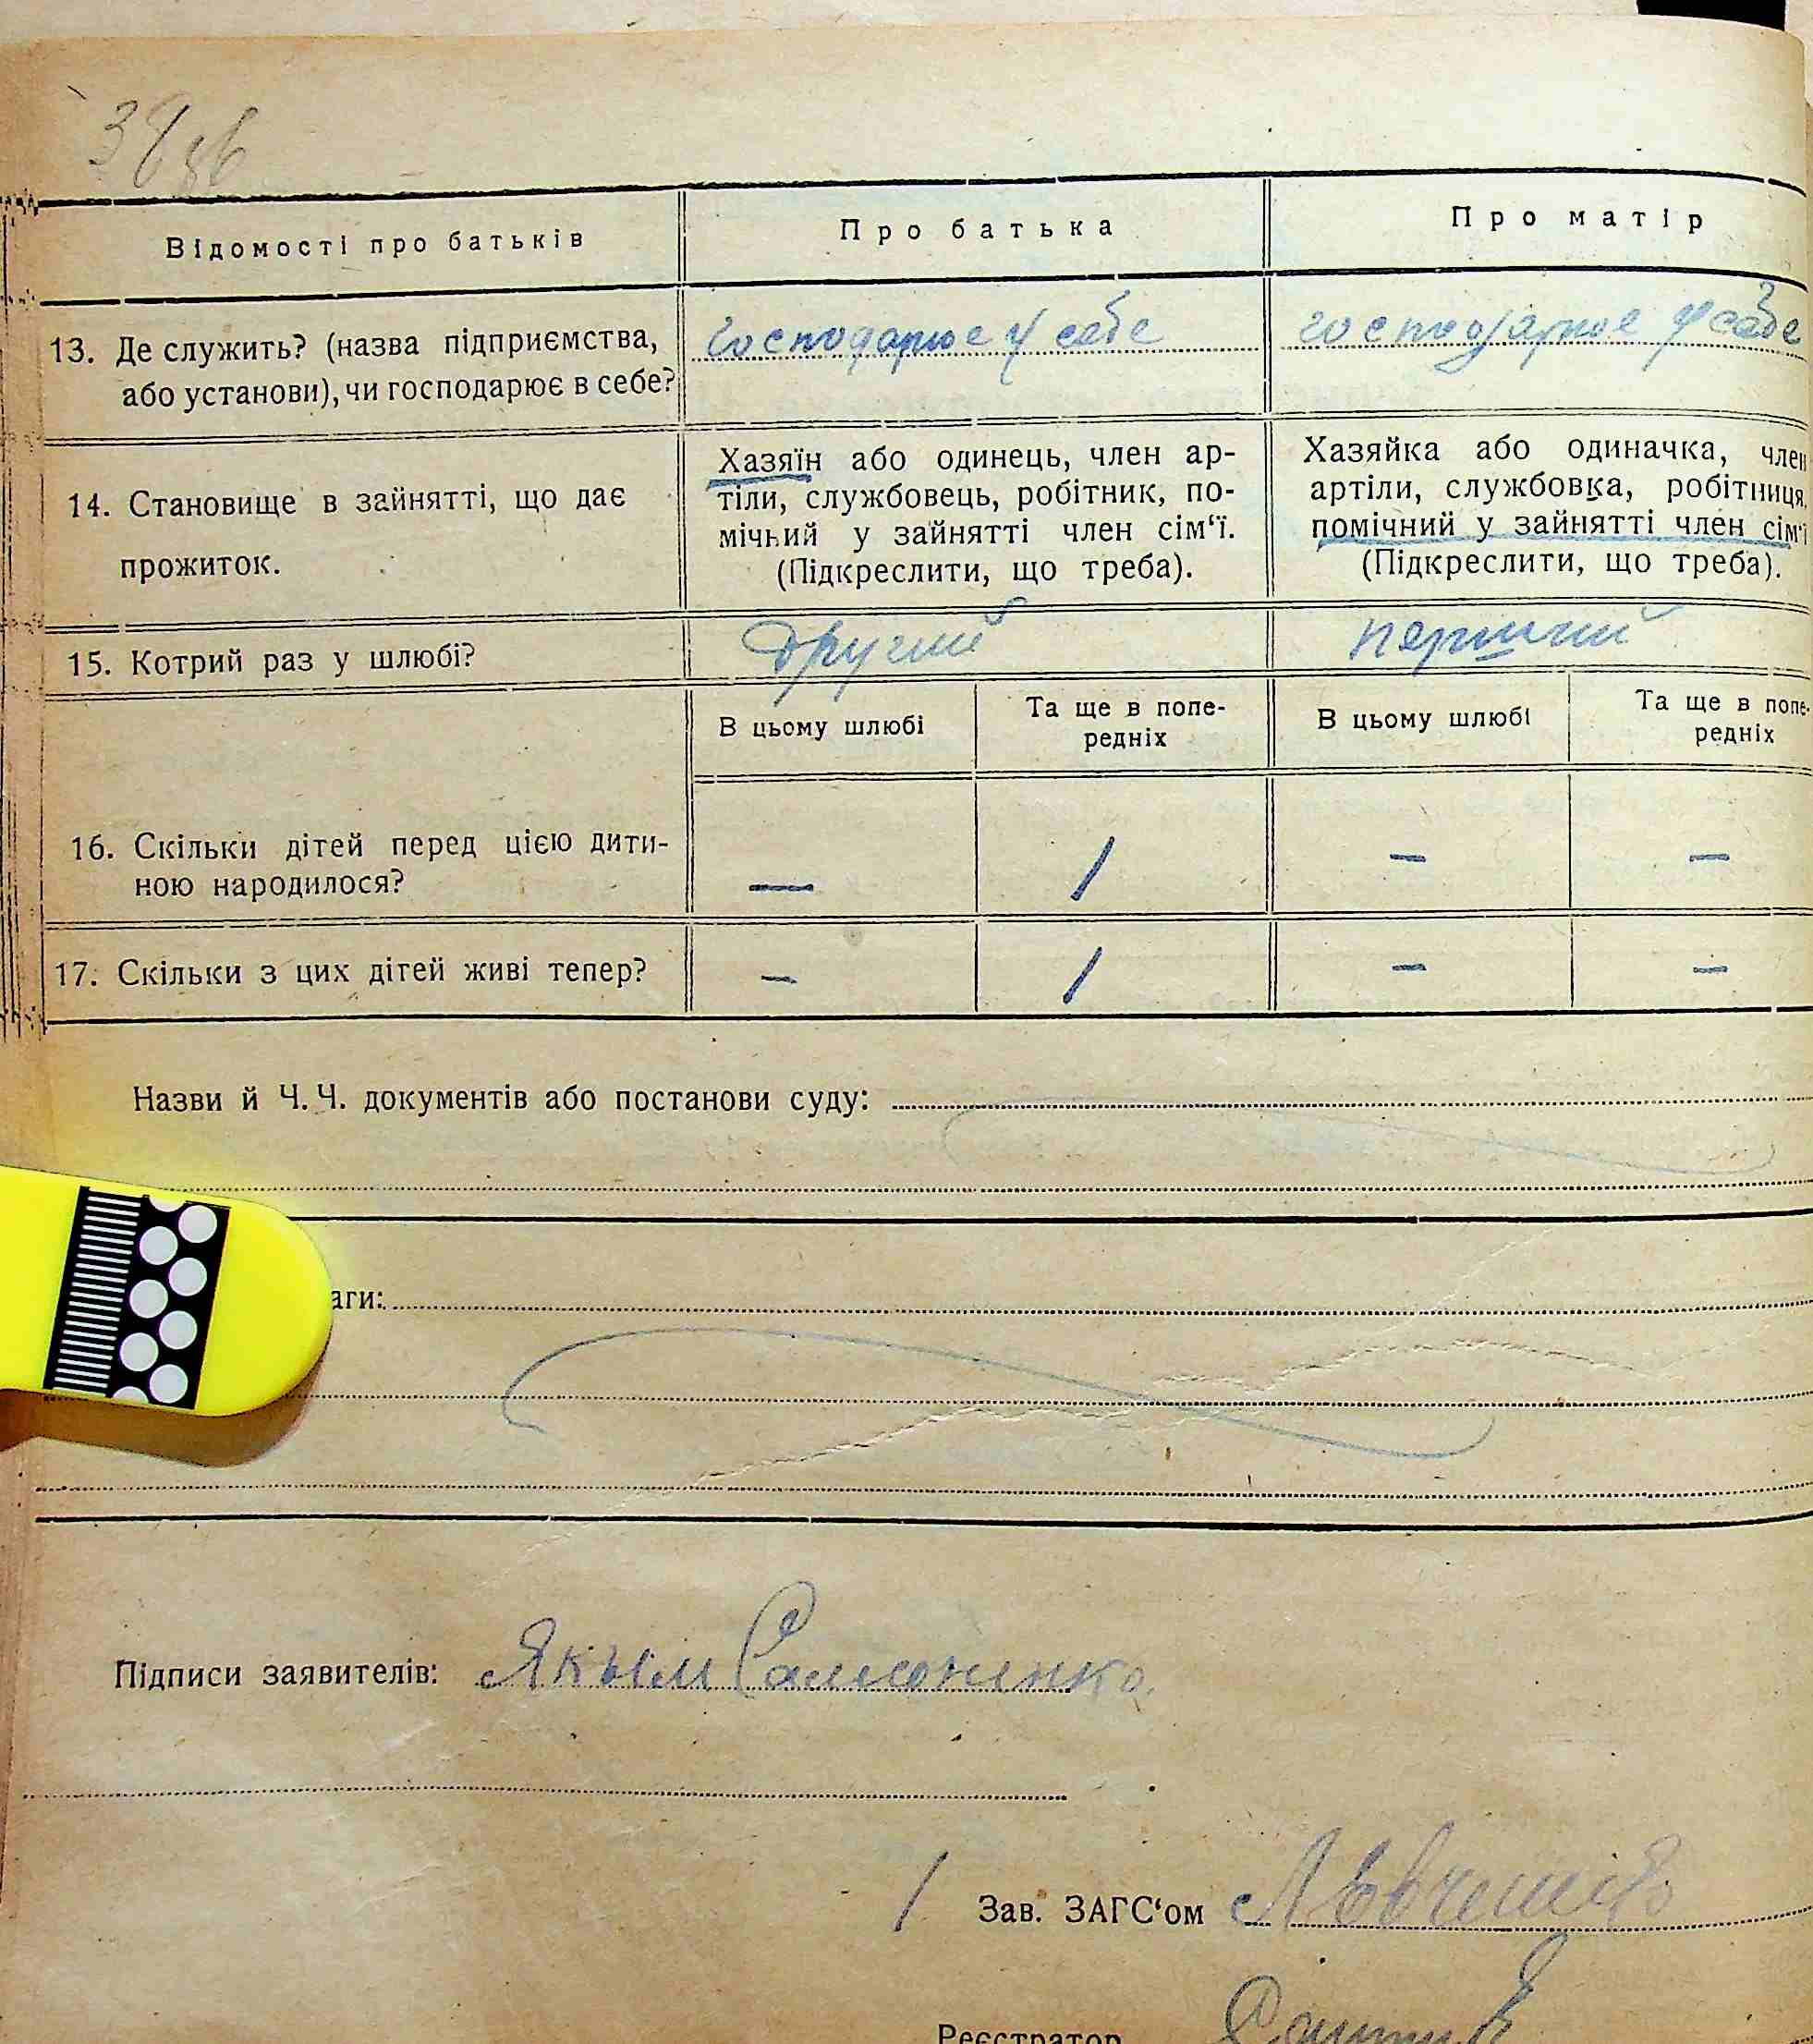 38зв
Відомості про батьків
Про батька
Про матір
13. Де служить? (назва підприємства,
або установи), чи господарює в себе?
господарює у себе
господарює у себе
14. Становище в зайнятті, що дає
прожиток.
Хазяїн або одинець, член ар-
тіли, службовець, робітник, по-
мічний у зайнятті член сім‘ї.
(Підкреслити, що треба).
Хазяйка або одиначка, член
артіли, службовка, робітниця,
помічний у зайнятті член сім‘ї
(Підкреслити, що треба).
15. Котрий раз у шлюбі?
другий
перший
В цьому шлюбі
Та ще в попе-
редніх
В цьому шлюбі
Та ще в попе-
редніх
16. Скільки дітей перед цією дити-
ною народилося?
—
1
—
—
17. Скільки з цих дітей живі тепер?
—
1
—
—
Назви й Ч. Ч. документів або постанови суду:
аги:
Підписи заявителів: Якым Самоненко
Зав. ЗАГС‘ом
Реєстратор